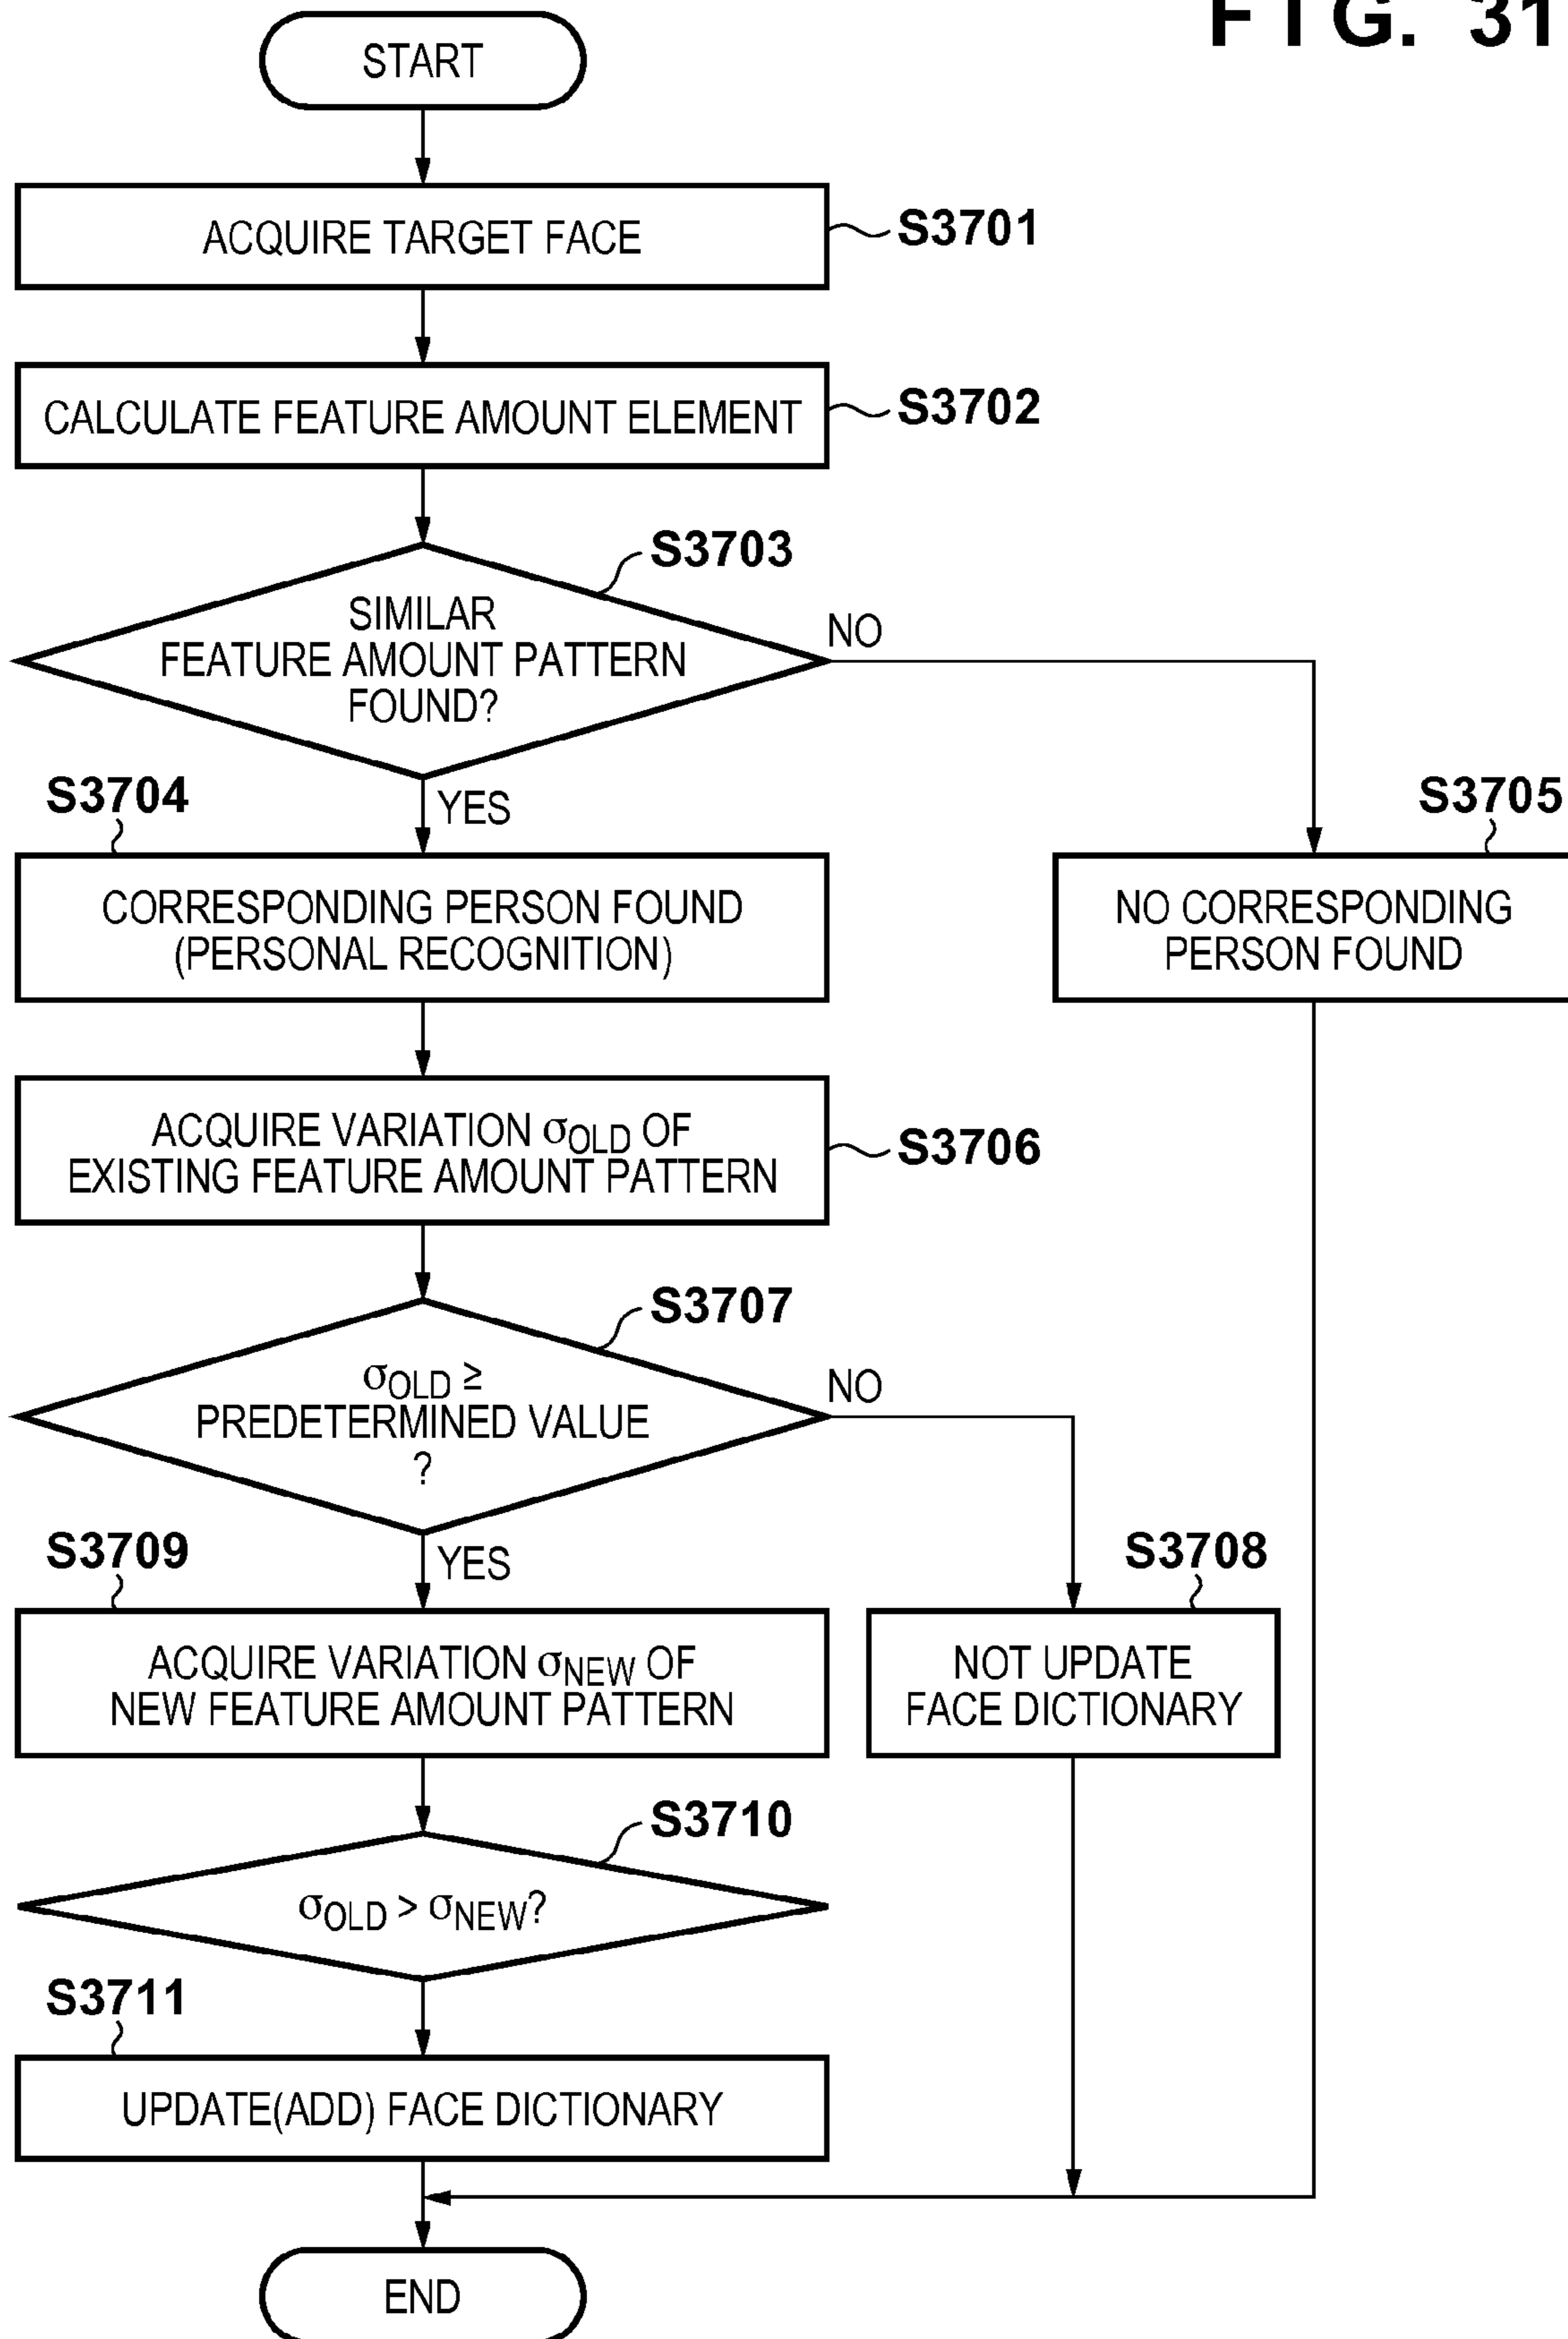 FIG. 31
START
ACQUIRE TARGET FACE
S3701
CALCULATE FEATURE AMOUNT ELEMENT
S3702
S3703
SIMILAR
FEATURE AMOUNT PATTERN
FOUND?
NO
YES
S3704
CORRESPONDING PERSON FOUND
(PERSONAL RECOGNITION)
S3705
NO CORRESPONDING
PERSON FOUND
ACQUIRE VARIATION σOLD OF
EXISTING FEATURE AMOUNT PATTERN
S3706
S3707
σOLD ≥
PREDETERMINED VALUE
?
NO
YES
S3709
ACQUIRE VARIATION σNEW OF
NEW FEATURE AMOUNT PATTERN
S3708
NOT UPDATE
FACE DICTIONARY
S3710
σOLD > σNEW?
S3711
UPDATE(ADD) FACE DICTIONARY
END